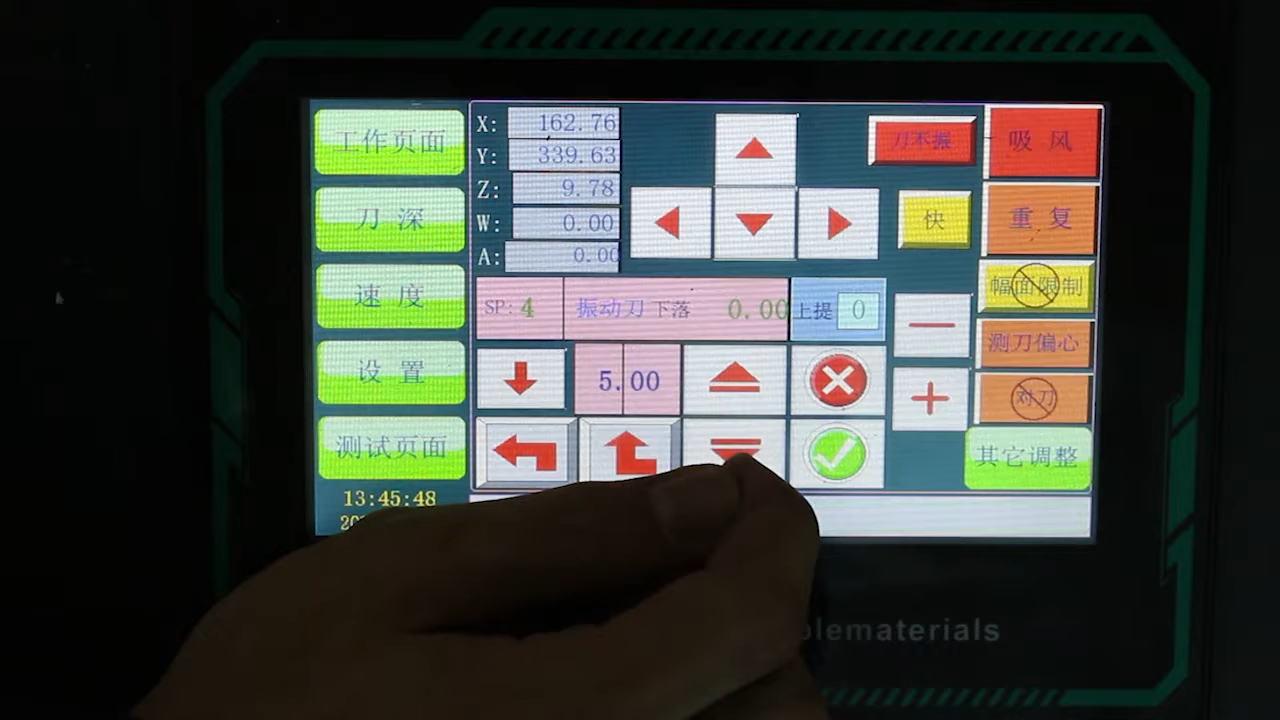 工作页面
刀 深
速 度
设 置
测试页面
13:45:48
X: 162.76
Y: 339.63
Z: 9.78
W: 0.00
A: 0.00
刀不振
快
吸 风
重 复
幅面限制
测刀偏心
对刀
其它调整
SP: 4
振动刀 下落 0.00
上提 0
5.00